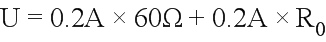 U = 0.2A × 60Ω + 0.2A × R₀